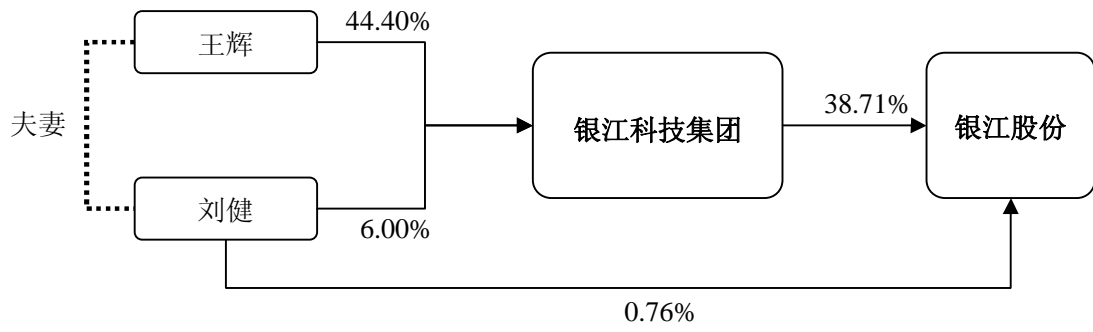 44.40%
王辉
夫妻
银江科技集团
38.71%
银江股份
刘健
6.00%
0.76%